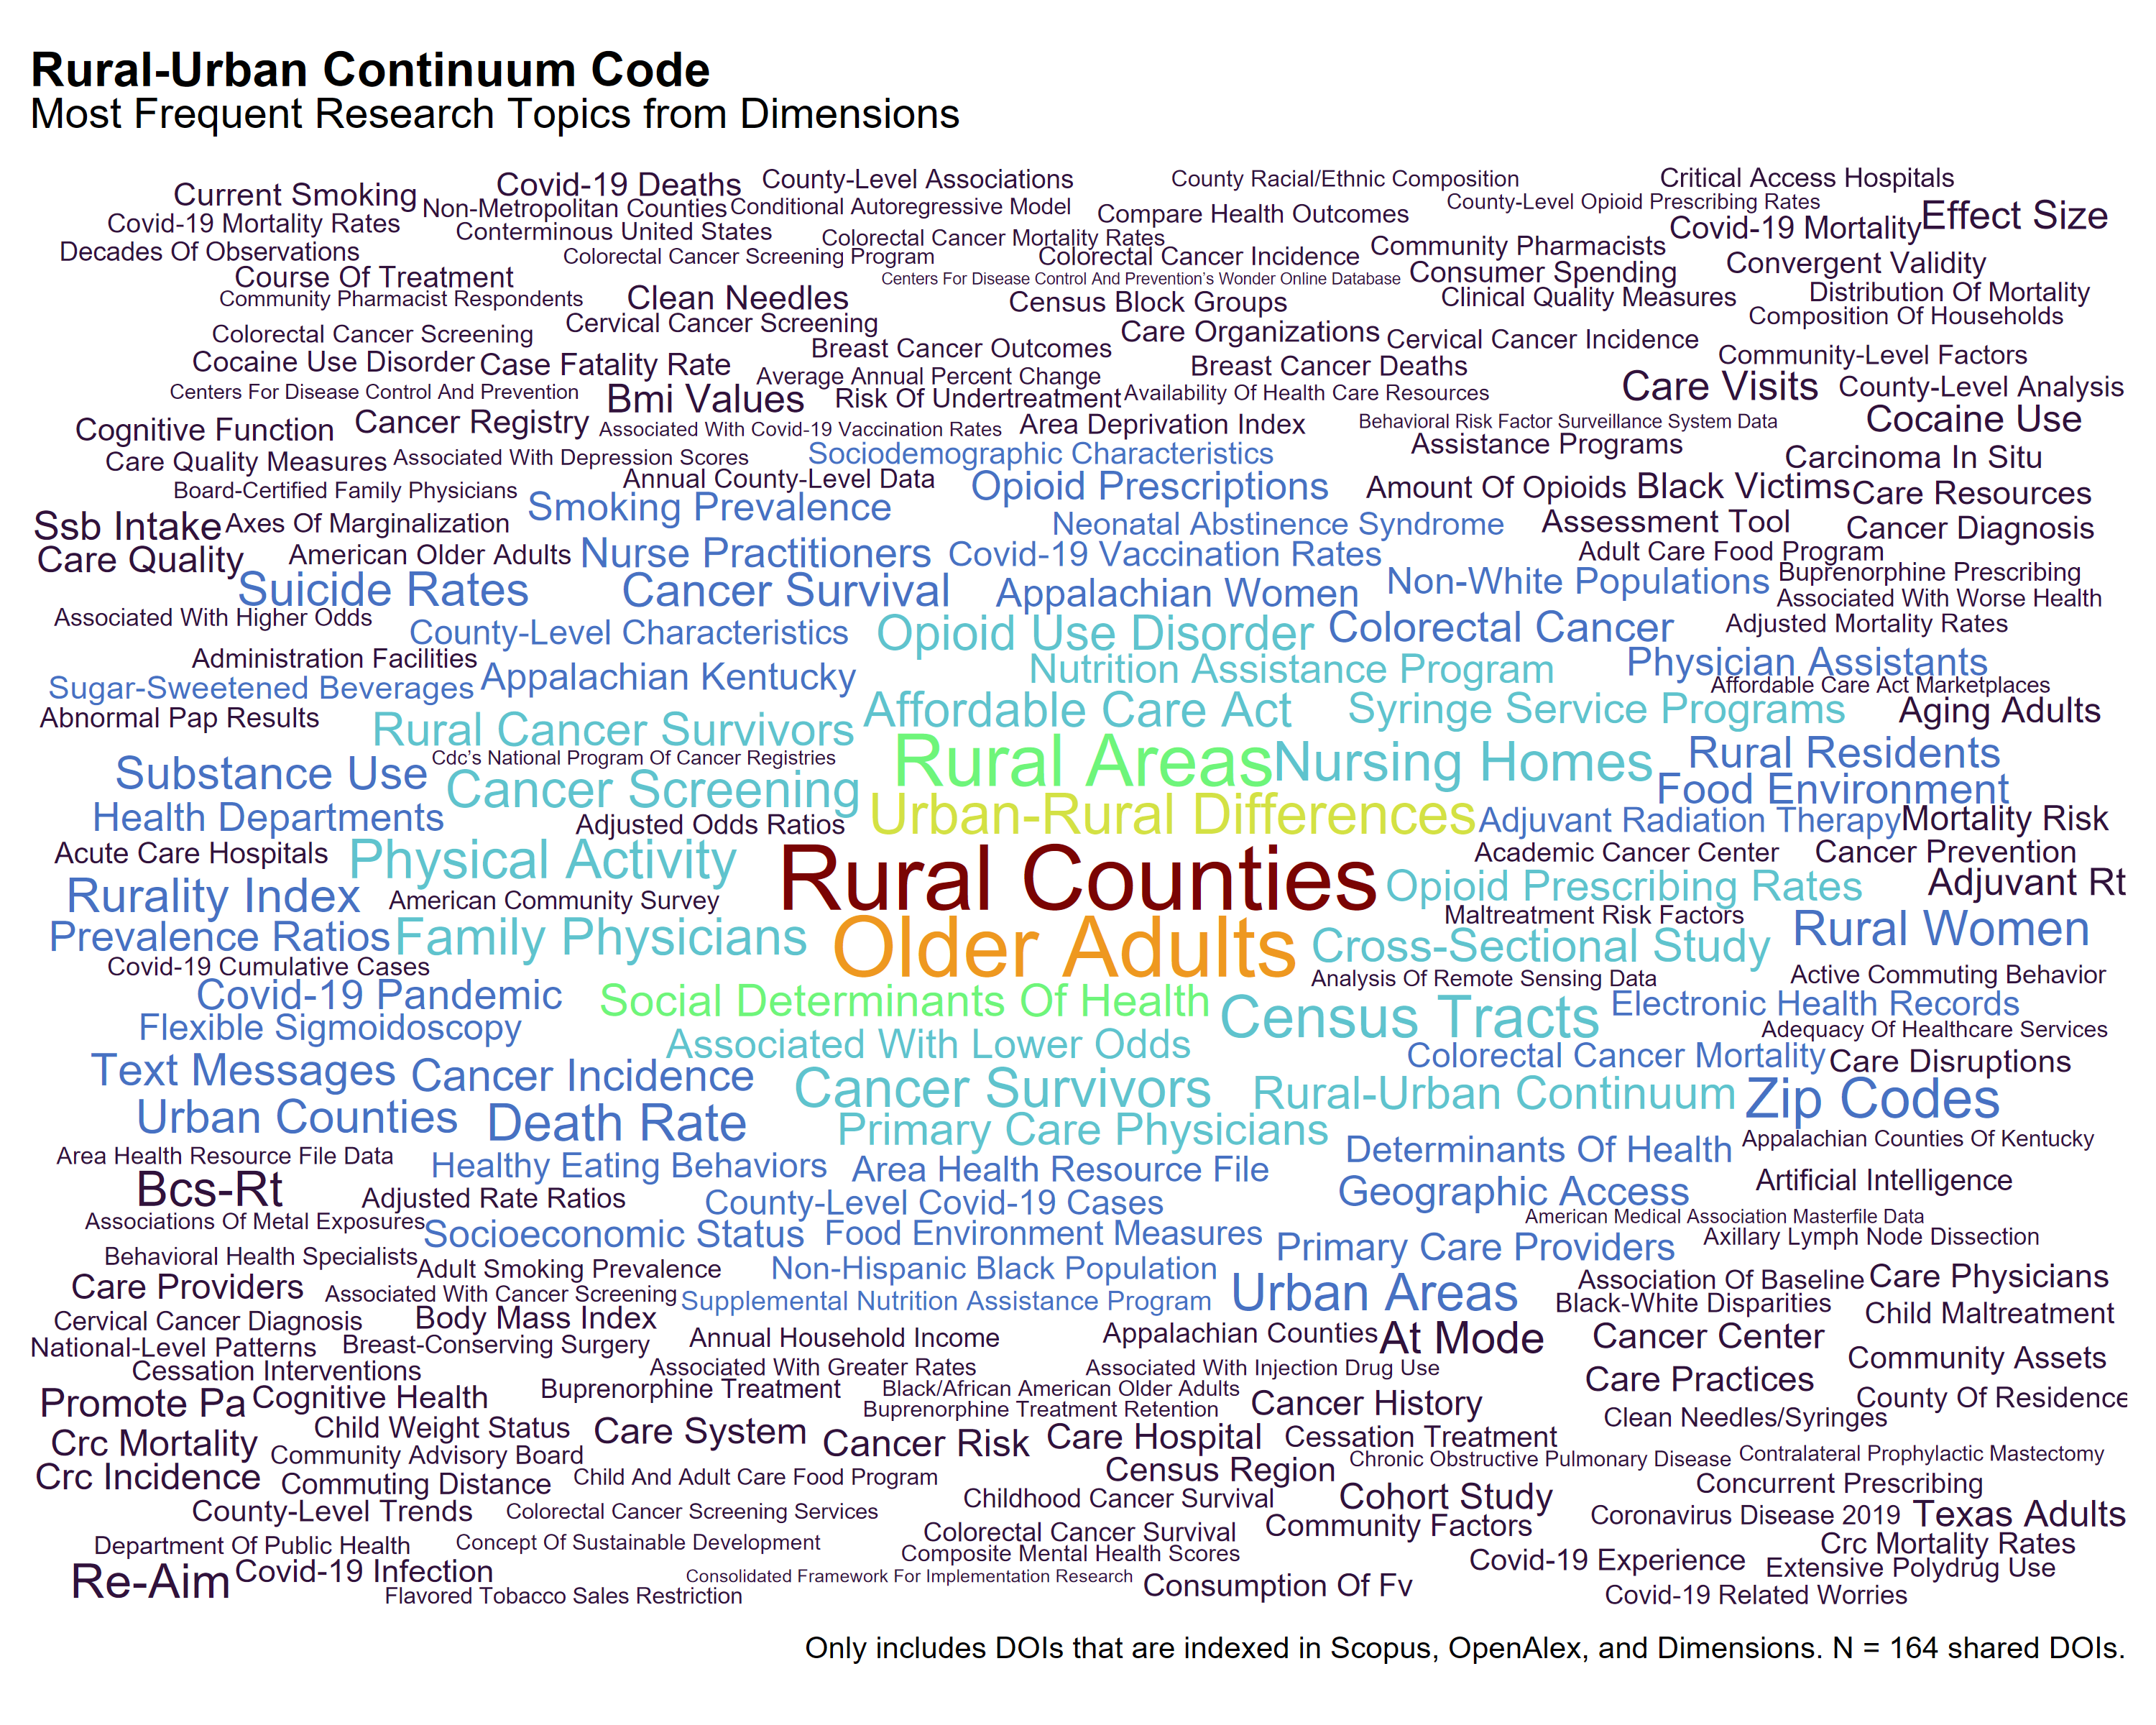 Rural-Urban Continuum Code
Most Frequent Research Topics from Dimensions
Current Smoking Covid-19 Deaths County-Level Associations County Racial/Ethnic Composition Critical Access Hospitals
Covid-19 Mortality Rates Non-Metropolitan Counties Conditional Autoregressive Model Compare Health Outcomes County-Level Opioid Prescribing Rates Effect Size
Decades Of Observations Conterminous United States Colorectal Cancer Mortality Rates Community Pharmacists Covid-19 Mortality
Course Of Treatment Colorectal Cancer Screening Program Colorectal Cancer Incidence Consumer Spending Convergent Validity
Community Pharmacist Respondents Clean Needles Centers For Disease Control And Prevention’s Wonder Online Database Census Block Groups Clinical Quality Measures Distribution Of Mortality
Colorectal Cancer Screening Cervical Cancer Screening Care Organizations Cervical Cancer Incidence Composition Of Households
Cocaine Use Disorder Case Fatality Rate Breast Cancer Outcomes Breast Cancer Deaths Community-Level Factors
Centers For Disease Control And Prevention Bmi Values Average Annual Percent Change Risk Of Undertreatment Availability Of Health Care Resources Care Visits County-Level Analysis
Cognitive Function Cancer Registry Associated With Covid-19 Vaccination Rates Area Deprivation Index Behavioral Risk Factor Surveillance System Data Cocaine Use
Care Quality Measures Associated With Depression Scores Sociodemographic Characteristics Assistance Programs Carcinoma In Situ
Board-Certified Family Physicians Annual County-Level Data Opioid Prescriptions Amount Of Opioids Black Victims Care Resources
Ssb Intake Axes Of Marginalization Smoking Prevalence Neonatal Abstinence Syndrome Assessment Tool Cancer Diagnosis
Care Quality American Older Adults Nurse Practitioners Covid-19 Vaccination Rates Adult Care Food Program
Suicide Rates Cancer Survival Appalachian Women Non-White Populations Buprenorphine Prescribing
Associated With Higher Odds Associated With Worse Health
County-Level Characteristics Opioid Use Disorder Colorectal Cancer Adjusted Mortality Rates
Administration Facilities Nutrition Assistance Program Physician Assistants
Sugar-Sweetened Beverages Appalachian Kentucky Affordable Care Act Marketplaces
Abnormal Pap Results Rural Cancer Survivors Affordable Care Act Syringe Service Programs Aging Adults
Substance Use Cdc’s National Program Of Cancer Registries Rural Areas Nursing Homes Rural Residents
Cancer Screening Food Environment
Health Departments Adjusted Odds Ratios Urban-Rural Differences Adjuvant Radiation Therapy Mortality Risk
Acute Care Hospitals Physical Activity Academic Cancer Center Cancer Prevention
Rurality Index American Community Survey Rural Counties Opioid Prescribing Rates Adjuvant Rt
Prevalence Ratios Family Physicians Older Adults Maltreatment Risk Factors Rural Women
Covid-19 Cumulative Cases Cross-Sectional Study
Covid-19 Pandemic Social Determinants Of Health Analysis Of Remote Sensing Data Active Commuting Behavior
Flexible Sigmoidoscopy Census Tracts Electronic Health Records
Associated With Lower Odds Adequacy Of Healthcare Services
Text Messages Cancer Incidence Cancer Survivors Colorectal Cancer Mortality Care Disruptions
Urban Counties Death Rate Rural-Urban Continuum Zip Codes
Primary Care Physicians
Area Health Resource File Data Healthy Eating Behaviors Area Health Resource File Determinants Of Health Appalachian Counties Of Kentucky
Bcs-Rt Adjusted Rate Ratios County-Level Covid-19 Cases Geographic Access Artificial Intelligence
Associations Of Metal Exposures Socioeconomic Status Food Environment Measures American Medical Association Masterfile Data
Behavioral Health Specialists Primary Care Providers Axillary Lymph Node Dissection
Care Providers Adult Smoking Prevalence Non-Hispanic Black Population Urban Areas Association Of Baseline Care Physicians
Associated With Cancer Screening Supplemental Nutrition Assistance Program Black-White Disparities
Cervical Cancer Diagnosis Body Mass Index Child Maltreatment
National-Level Patterns Breast-Conserving Surgery Annual Household Income Appalachian Counties At Mode Cancer Center
Cessation Interventions Associated With Greater Rates Associated With Injection Drug Use Community Assets
Promote Pa Cognitive Health Buprenorphine Treatment Black/African American Older Adults Cancer History Care Practices County Of Residence
Child Weight Status Care System Buprenorphine Treatment Retention Clean Needles/Syringes
Crc Mortality Community Advisory Board Cancer Risk Care Hospital Cessation Treatment Contralateral Prophylactic Mastectomy
Crc Incidence Commuting Distance Child And Adult Care Food Program Census Region Chronic Obstructive Pulmonary Disease Concurrent Prescribing
County-Level Trends Colorectal Cancer Screening Services Childhood Cancer Survival Cohort Study Coronavirus Disease 2019 Texas Adults
Department Of Public Health Concept Of Sustainable Development Colorectal Cancer Survival Community Factors Crc Mortality Rates
Re-Aim Covid-19 Infection Composite Mental Health Scores Covid-19 Experience Extensive Polydrug Use
Flavored Tobacco Sales Restriction Consolidated Framework For Implementation Research Consumption Of Fv Covid-19 Related Worries
Only includes DOIs that are indexed in Scopus, OpenAlex, and Dimensions. N = 164 shared DOIs.